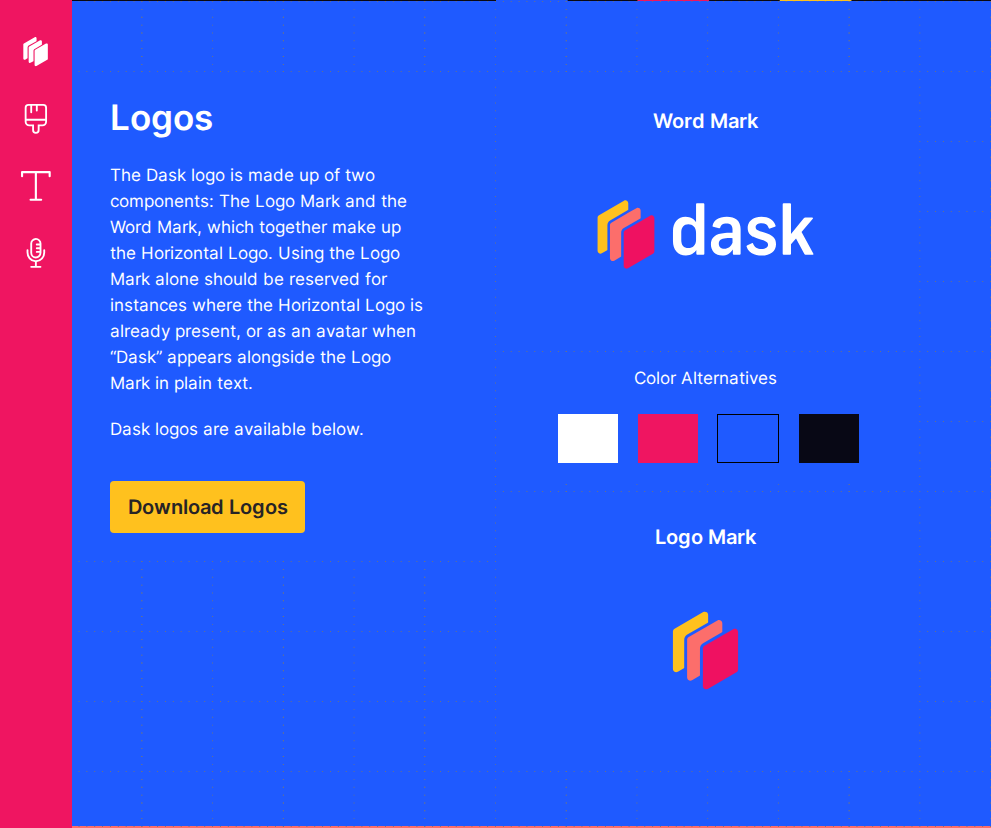 Logos
The Dask logo is made up of two
components: The Logo Mark and the
Word Mark, which together make up
the Horizontal Logo. Using the Logo
Mark alone should be reserved for
instances where the Horizontal Logo is
already present, or as an avatar when
“Dask” appears alongside the Logo
Mark in plain text.
Dask logos are available below.
Download Logos
Word Mark
dask
Color Alternatives
Logo Mark